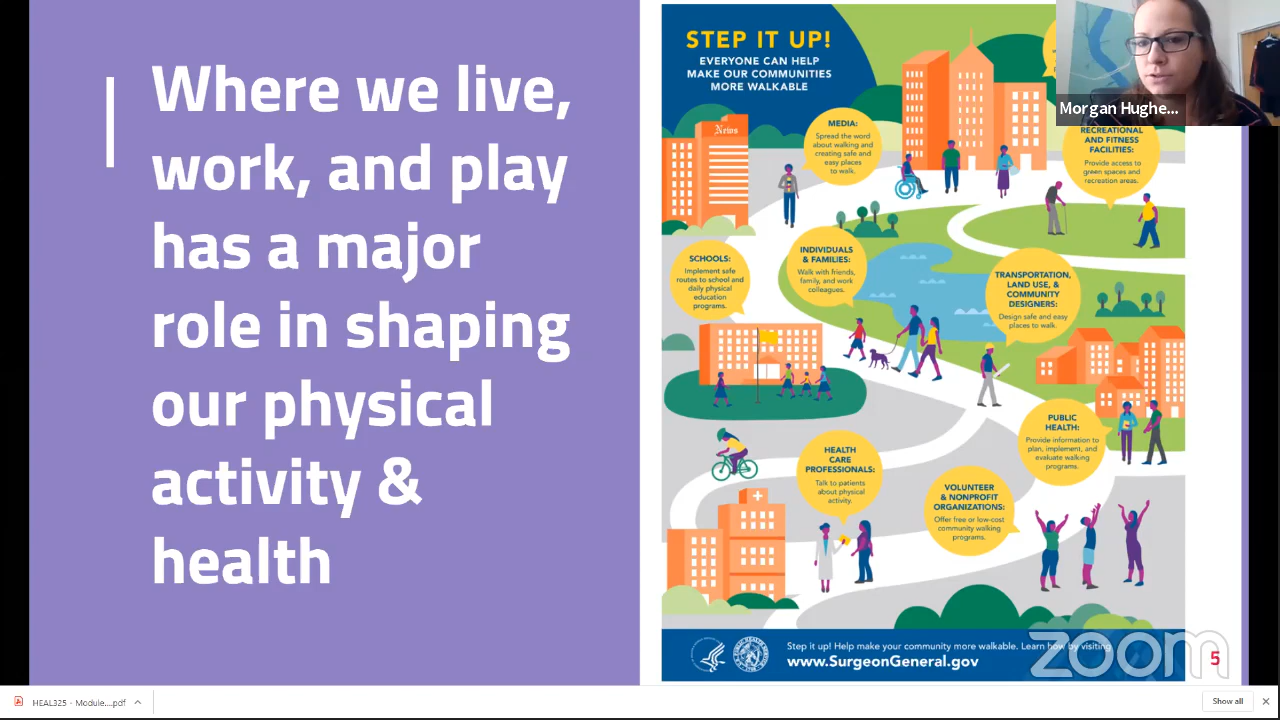 Where we live,
work, and play
has a major
role in shaping
our physical
activity &
health
STEP IT UP!
EVERYONE CAN HELP
MAKE OUR COMMUNITIES
MORE WALKABLE
News
MEDIA:
Spread the word
about walking and
creating safe and
easy places
to walk.
RECREATIONAL
AND FITNESS
FACILITIES:
Provide access to
green spaces and
recreation areas.
SCHOOLS:
Implement safe
routes to school and
daily physical
education
programs.
INDIVIDUALS
& FAMILIES:
Walk with friends,
family, and work
colleagues.
TRANSPORTATION,
LAND USE, &
COMMUNITY
DESIGNERS:
Design safe and easy
places to walk.
PUBLIC
HEALTH:
Provide information to
plan, implement, and
evaluate walking
programs.
HEALTH
CARE
PROFESSIONALS:
Talk to patients
about physical
activity.
VOLUNTEER
& NONPROFIT
ORGANIZATIONS:
Offer free or low-cost
community walking
programs.
Step it up! Help make your community more walkable. Learn how by visiting
www.SurgeonGeneral.gov
zoom
5
Morgan Hughe...
HEAL325 - Module....pdf
Show all